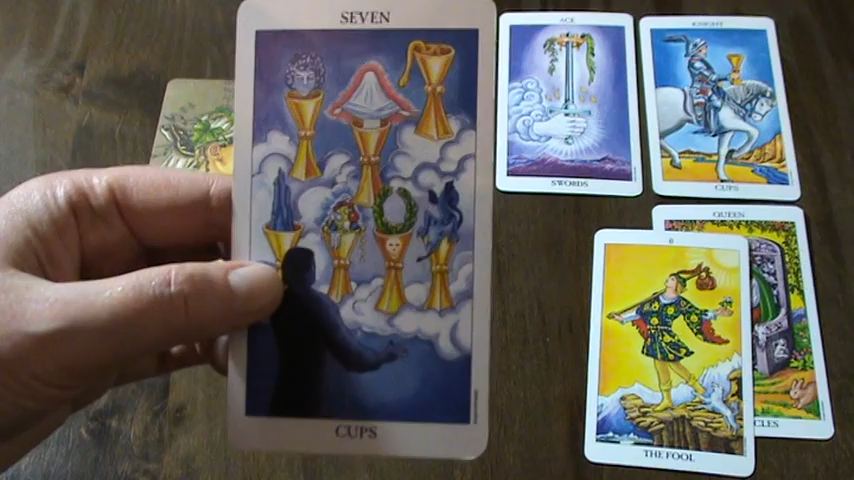 SEVEN
CUPS
ACE
SWORDS
KNIGHT
CUPS
QUEEN
CLES
0
THE FOOL